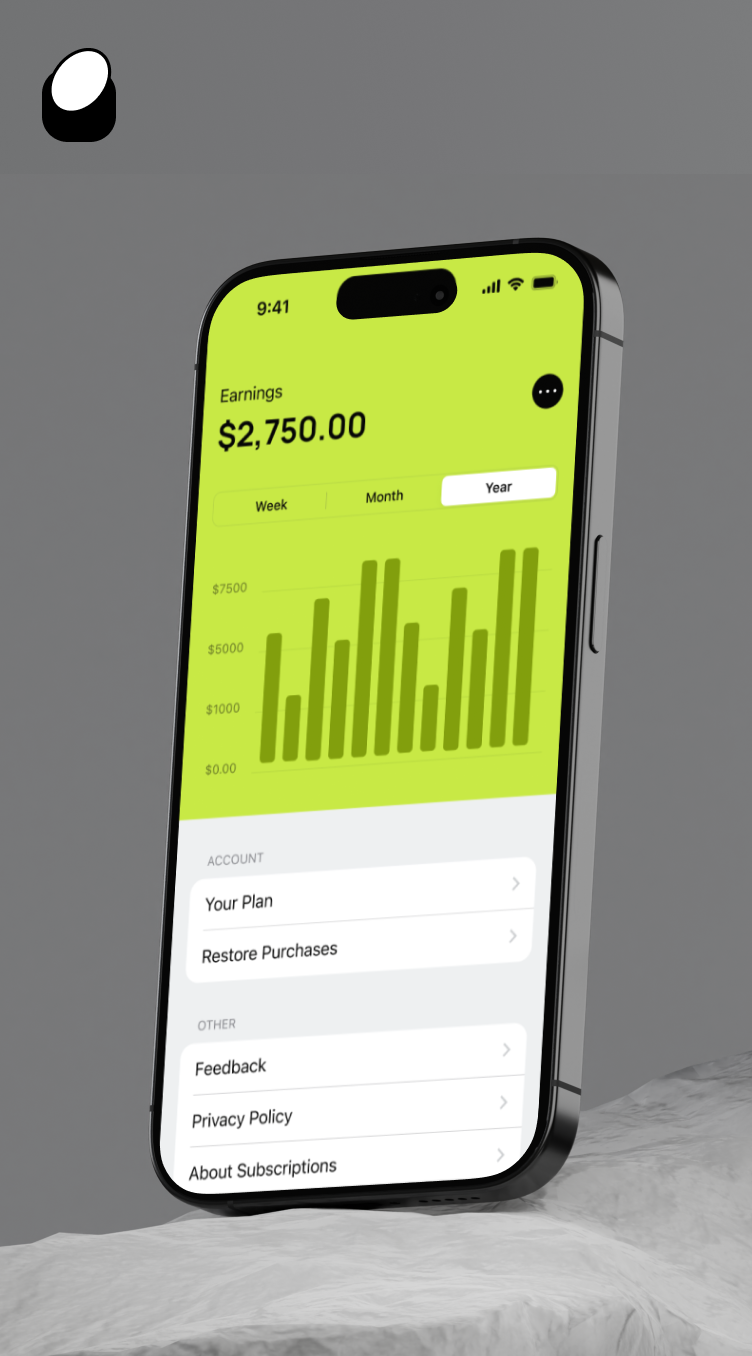 9:41
Earnings
$2,750.00
Week Month Year
$7500
$5000
$1000
$0.00
ACCOUNT
Your Plan
Restore Purchases
OTHER
Feedback
Privacy Policy
About Subscriptions